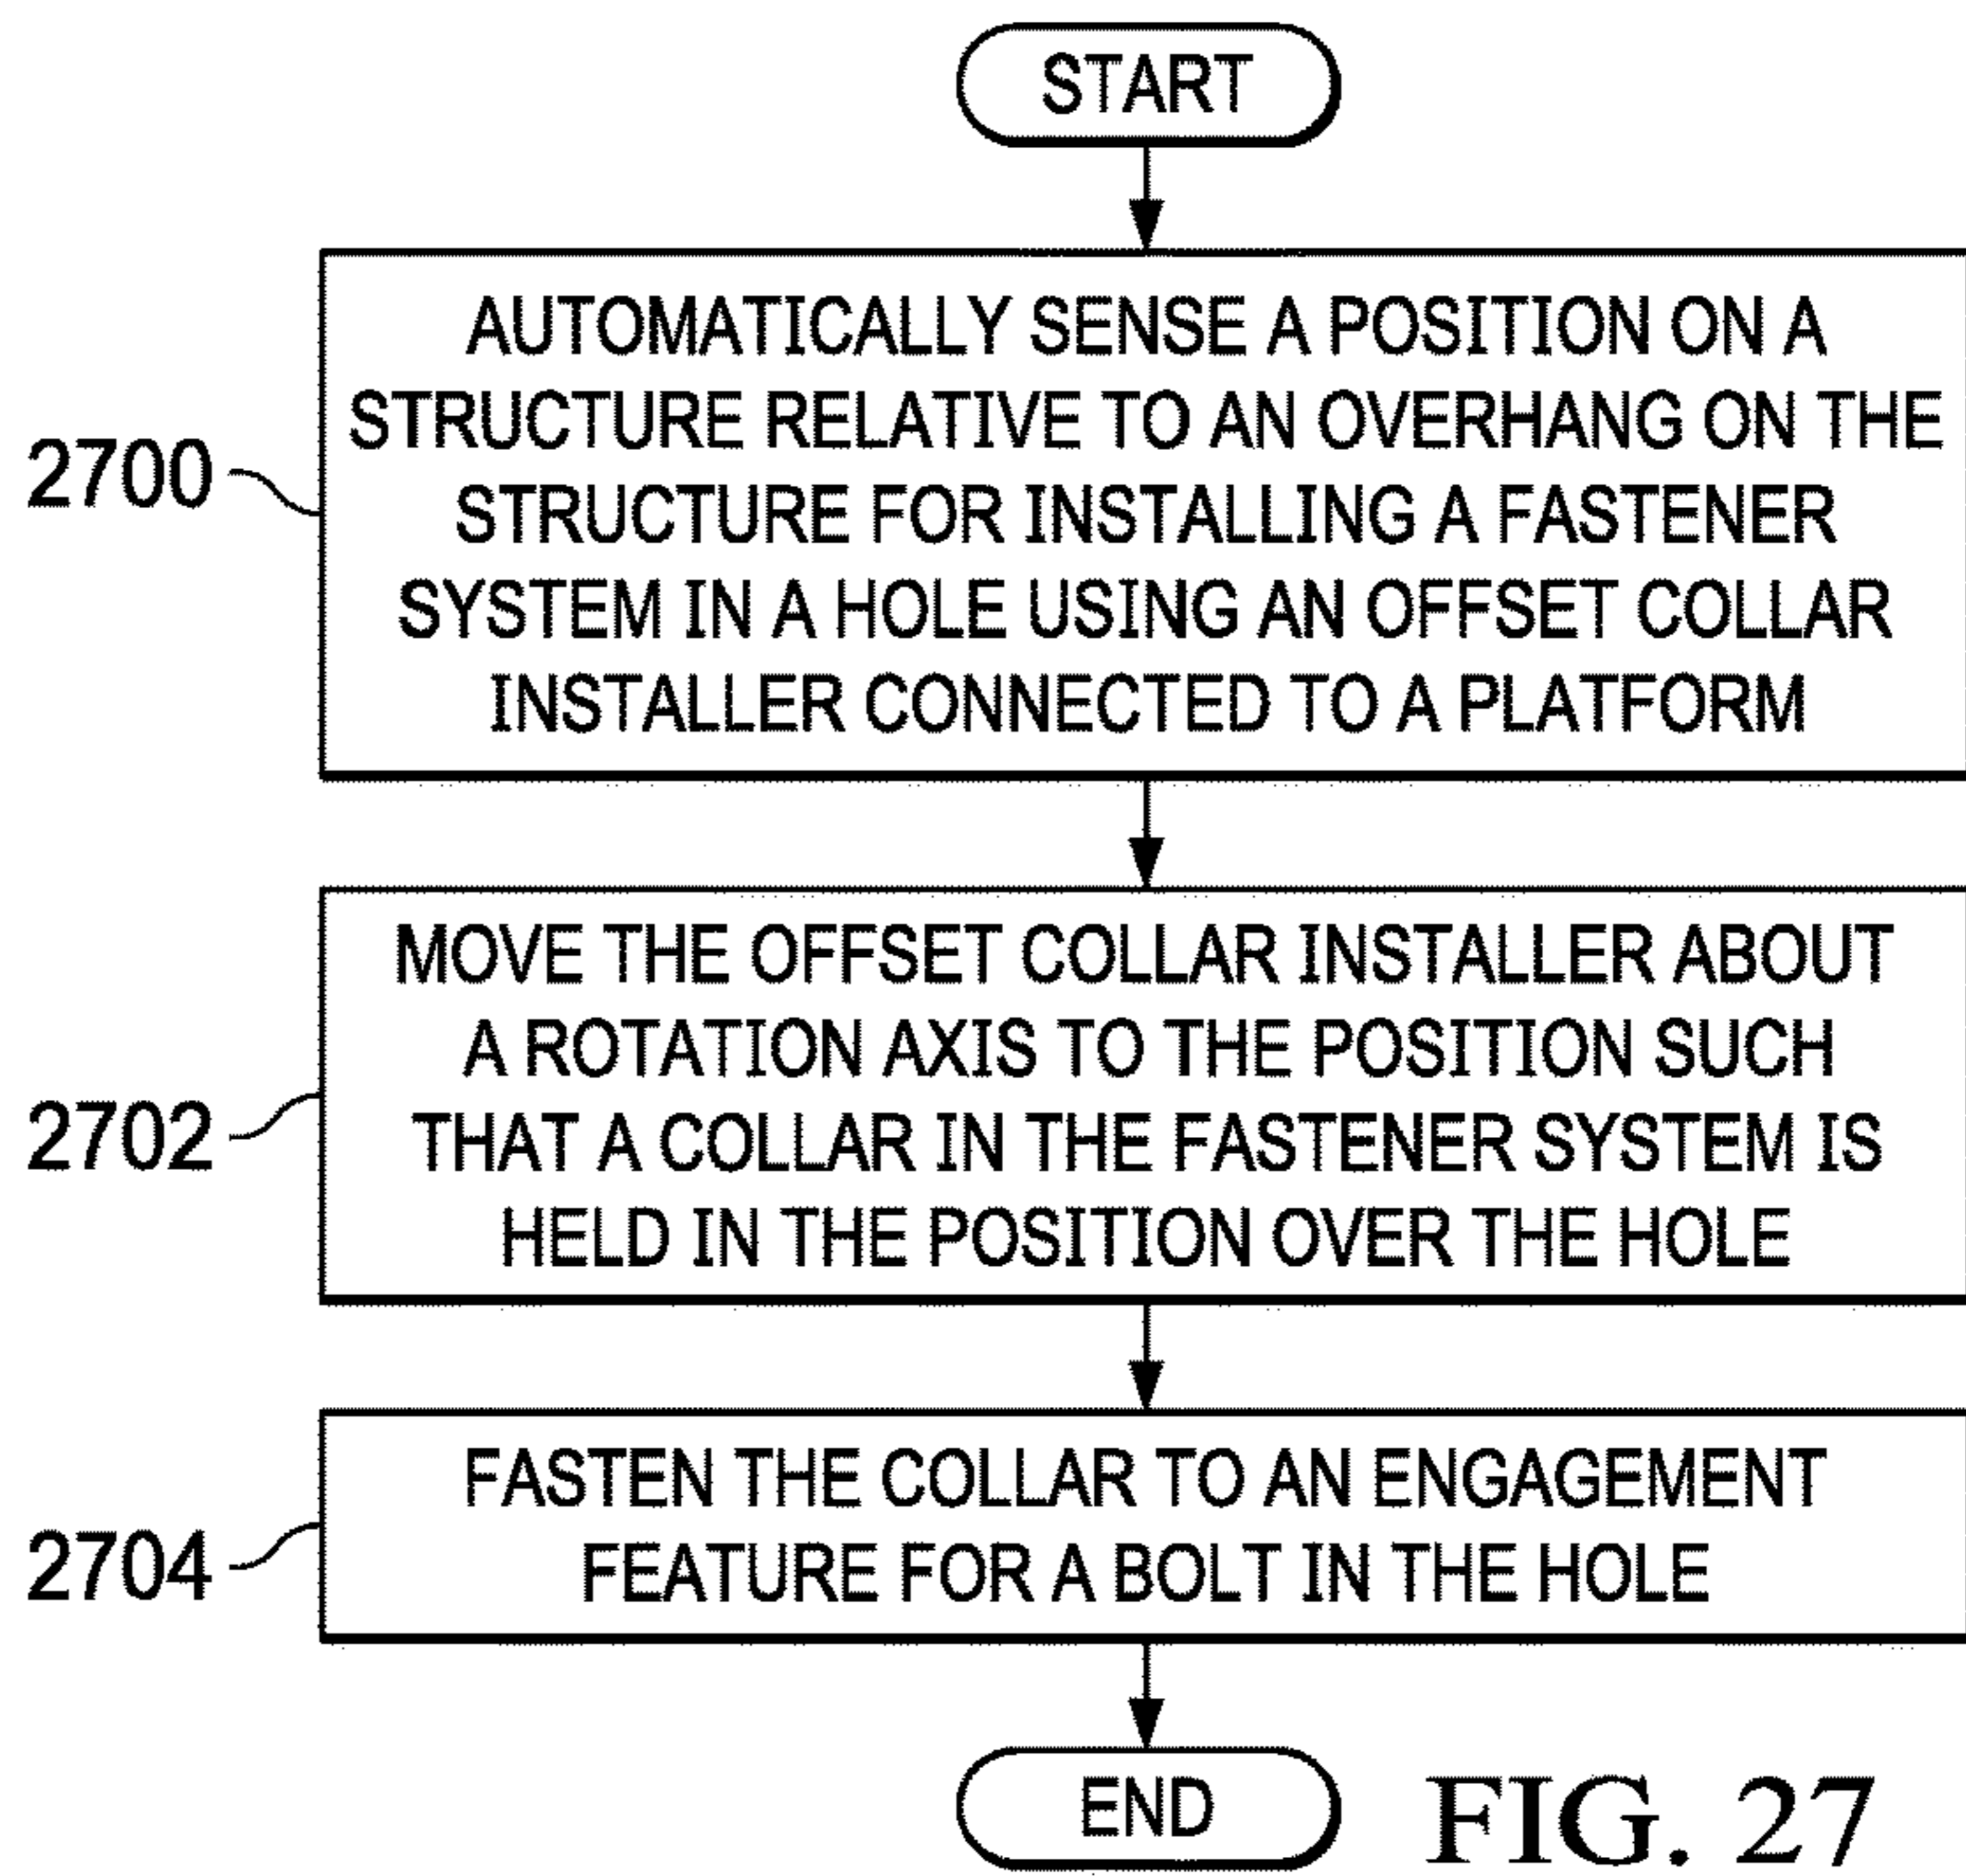 START
AUTOMATICALLY SENSE A POSITION ON A
STRUCTURE RELATIVE TO AN OVERHANG ON THE
STRUCTURE FOR INSTALLING A FASTENER
SYSTEM IN A HOLE USING AN OFFSET COLLAR
INSTALLER CONNECTED TO A PLATFORM
2700
MOVE THE OFFSET COLLAR INSTALLER ABOUT
A ROTATION AXIS TO THE POSITION SUCH
THAT A COLLAR IN THE FASTENER SYSTEM IS
HELD IN THE POSITION OVER THE HOLE
2702
FASTEN THE COLLAR TO AN ENGAGEMENT
FEATURE FOR A BOLT IN THE HOLE
2704
END
FIG. 27